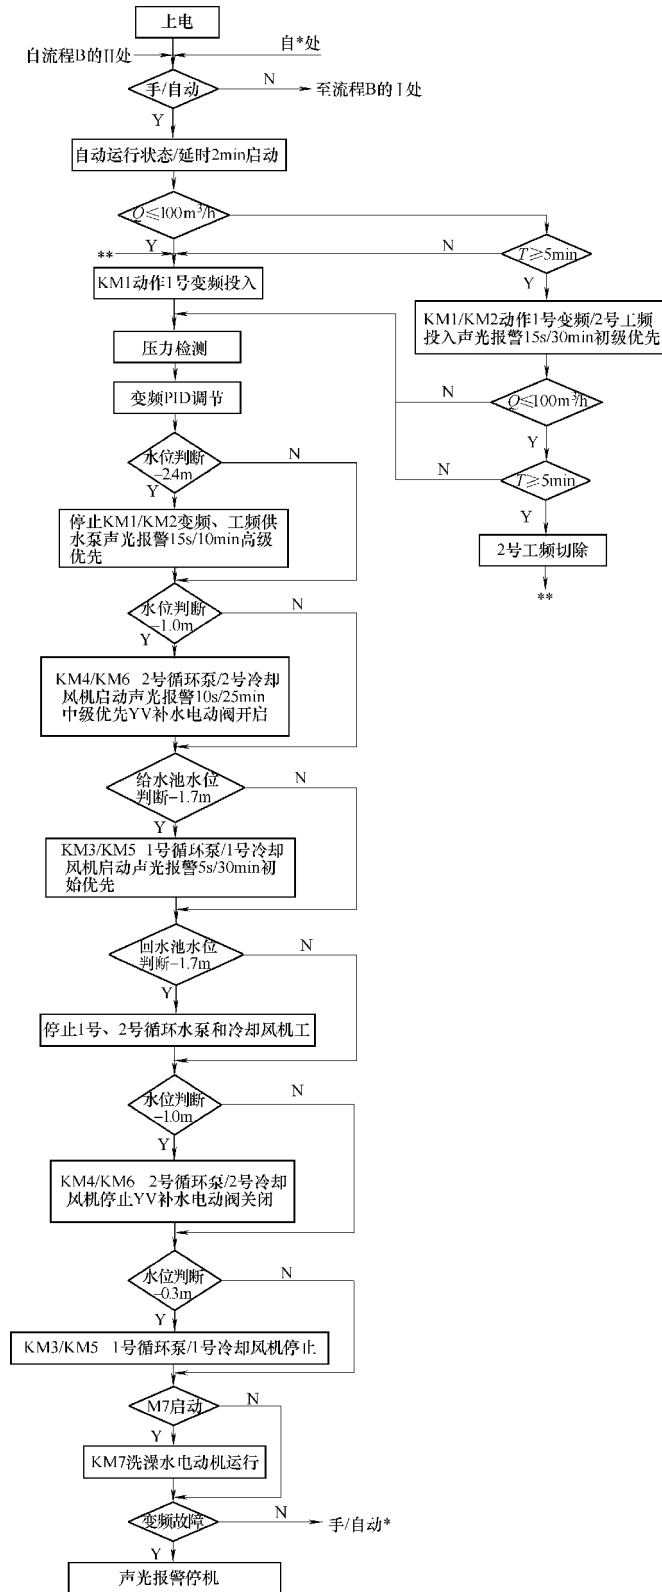 上电
自流程B的II处
自*处
手/自动
N
至流程B的I处
Y
自动运行状态/延时2min启动
Q≤100m³/h
Y
**
N
T≥5min
Y
KM1动作1号变频投入
KM1/KM2动作1号变频/2号工频
投入声光报警15s/30min初级优先
压力检测
变频PID调节
N
Q≤100m³/h
Y
水位判断
-24m
N
Y
N
T≥5min
Y
停止KM1/KM2变频、工频供
水泵声光报警15s/10min高级
优先
2号工频切除
**
水位判断
-1.0m
N
Y
KM4/KM6 2号循环泵/2号冷却
风机启动声光报警10s/25min
中级优先YV补水电动阀开启
给水池水位
判断-1.7m
N
Y
KM3/KM5 1号循环泵/1号冷却
风机启动声光报警5s/30min初
始优先
回水池水位
判断-1.7m
N
Y
停止1号、2号循环水泵和冷却风机工
水位判断
-1.0m
N
Y
KM4/KM6 2号循环泵/2号冷却
风机停止YV补水电动阀关闭
水位判断
-0.3m
N
Y
KM3/KM5 1号循环泵/1号冷却风机停止
M7启动
N
Y
KM7洗澡水电动机运行
变频故障
N
手/自动*
Y
声光报警停机